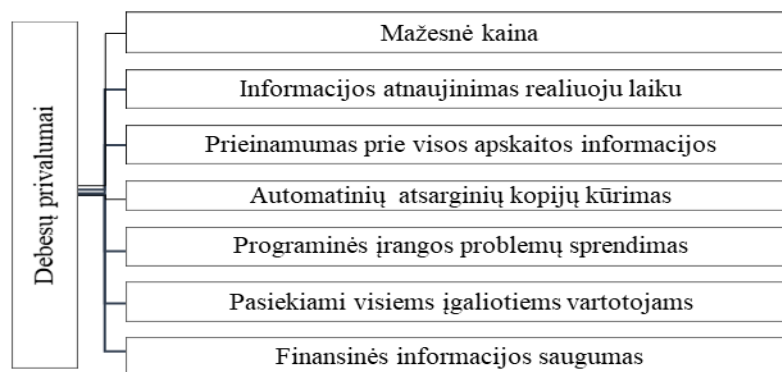 Debesų privalumai
Mažesnė kaina
Informacijos atnaujinimas realiuoju laiku
Prieinamumas prie visos apskaitos informacijos
Automatinių atsarginių kopijų kūrimas
Programinės įrangos problemų sprendimas
Pasiekiami visiems įgaliotiems vartotojams
Finansinės informacijos saugumas